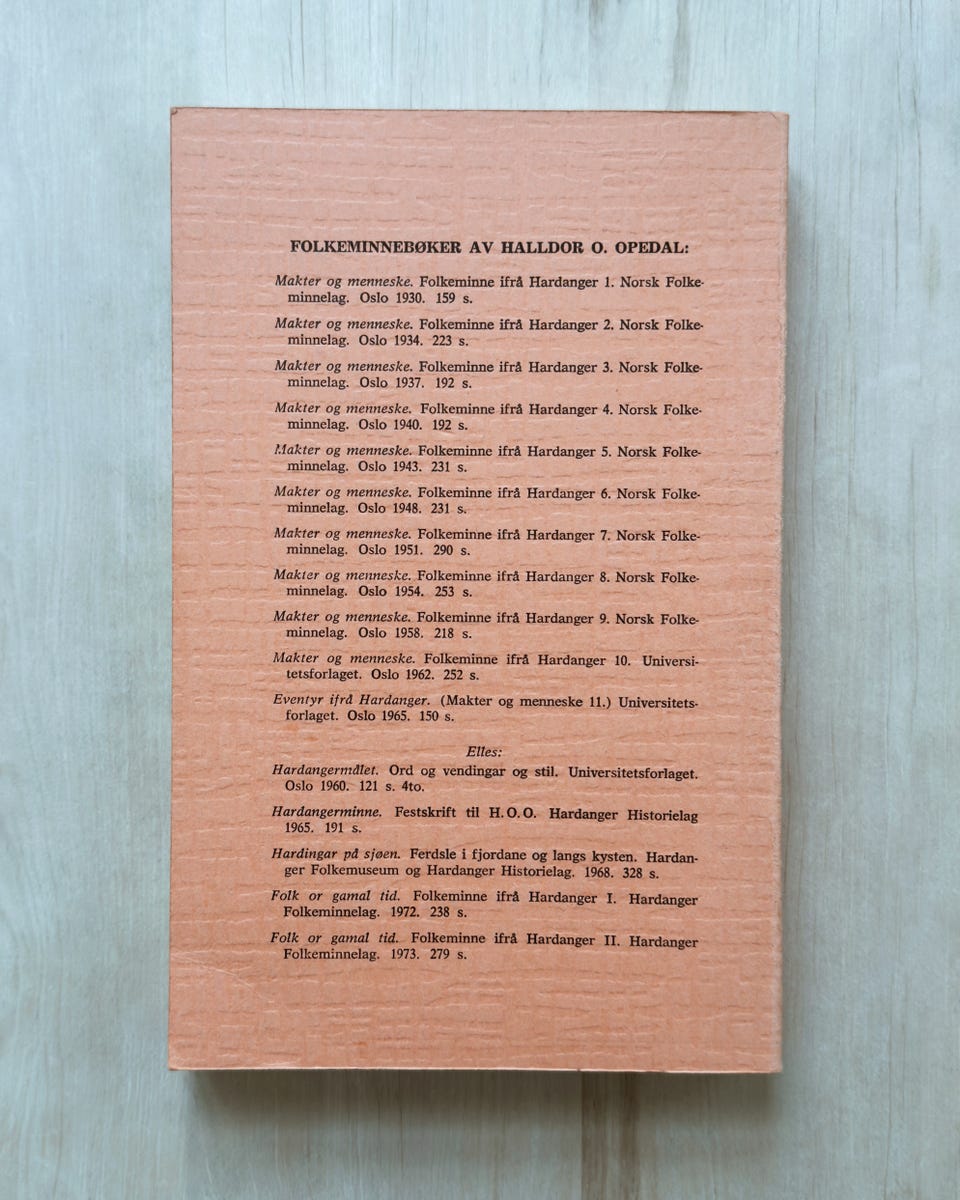 FOLKEMINNEBØKER AV HALLDOR O. OPEDAL:
Makter og menneske. Folkeminne ifrå Hardanger 1. Norsk Folke-
minnelag. Oslo 1930. 159 s.
Makter og menneske. Folkeminne ifrå Hardanger 2. Norsk Folke-
minnelag. Oslo 1934. 223 s.
Makter og menneske. Folkeminne ifrå Hardanger 3. Norsk Folke-
minnelag. Oslo 1937. 192 s.
Makter og menneske. Folkeminne ifrå Hardanger 4. Norsk Folke-
minnelag. Oslo 1940. 192 s.
Makter og menneske. Folkeminne ifrå Hardanger 5. Norsk Folke-
minnelag. Oslo 1943. 231 s.
Makter og menneske. Folkeminne ifrå Hardanger 6. Norsk Folke-
minnelag. Oslo 1948. 231 s.
Makter og menneske. Folkeminne ifrå Hardanger 7. Norsk Folke-
minnelag. Oslo 1951. 290 s.
Makter og menneske. Folkeminne ifrå Hardanger 8. Norsk Folke-
minnelag. Oslo 1954. 253 s.
Makter og menneske. Folkeminne ifrå Hardanger 9. Norsk Folke-
minnelag. Oslo 1958. 218 s.
Makter og menneske. Folkeminne ifrå Hardanger 10. Universi-
tetsforlaget. Oslo 1962. 252 s.
Eventyr ifrå Hardanger. (Makter og menneske 11.) Universitets-
forlaget. Oslo 1965. 150 s.
Elles:
Hardangermålet. Ord og vendingar og stil. Universitetsforlaget.
Oslo 1960. 121 s. 4to.
Hardangerminne. Festskrift til H.O.O. Hardanger Historielag
1965. 191 s.
Hardingar på sjøen. Ferdsle i fjordane og langs kysten. Hardan-
ger Folkemuseum og Hardanger Historielag. 1968. 328 s.
Folk or gamal tid. Folkeminne ifrå Hardanger I. Hardanger
Folkeminnelag. 1972. 238 s.
Folk or gamal tid. Folkeminne ifrå Hardanger II. Hardanger
Folkeminnelag. 1973. 279 s.